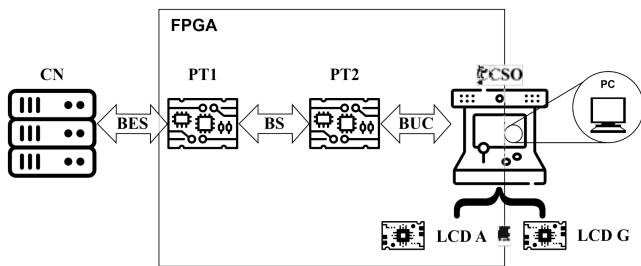 FPGA
CN
PT1
PT2
CSO
PC
BES
BS
BUC
LCD A
LCD G